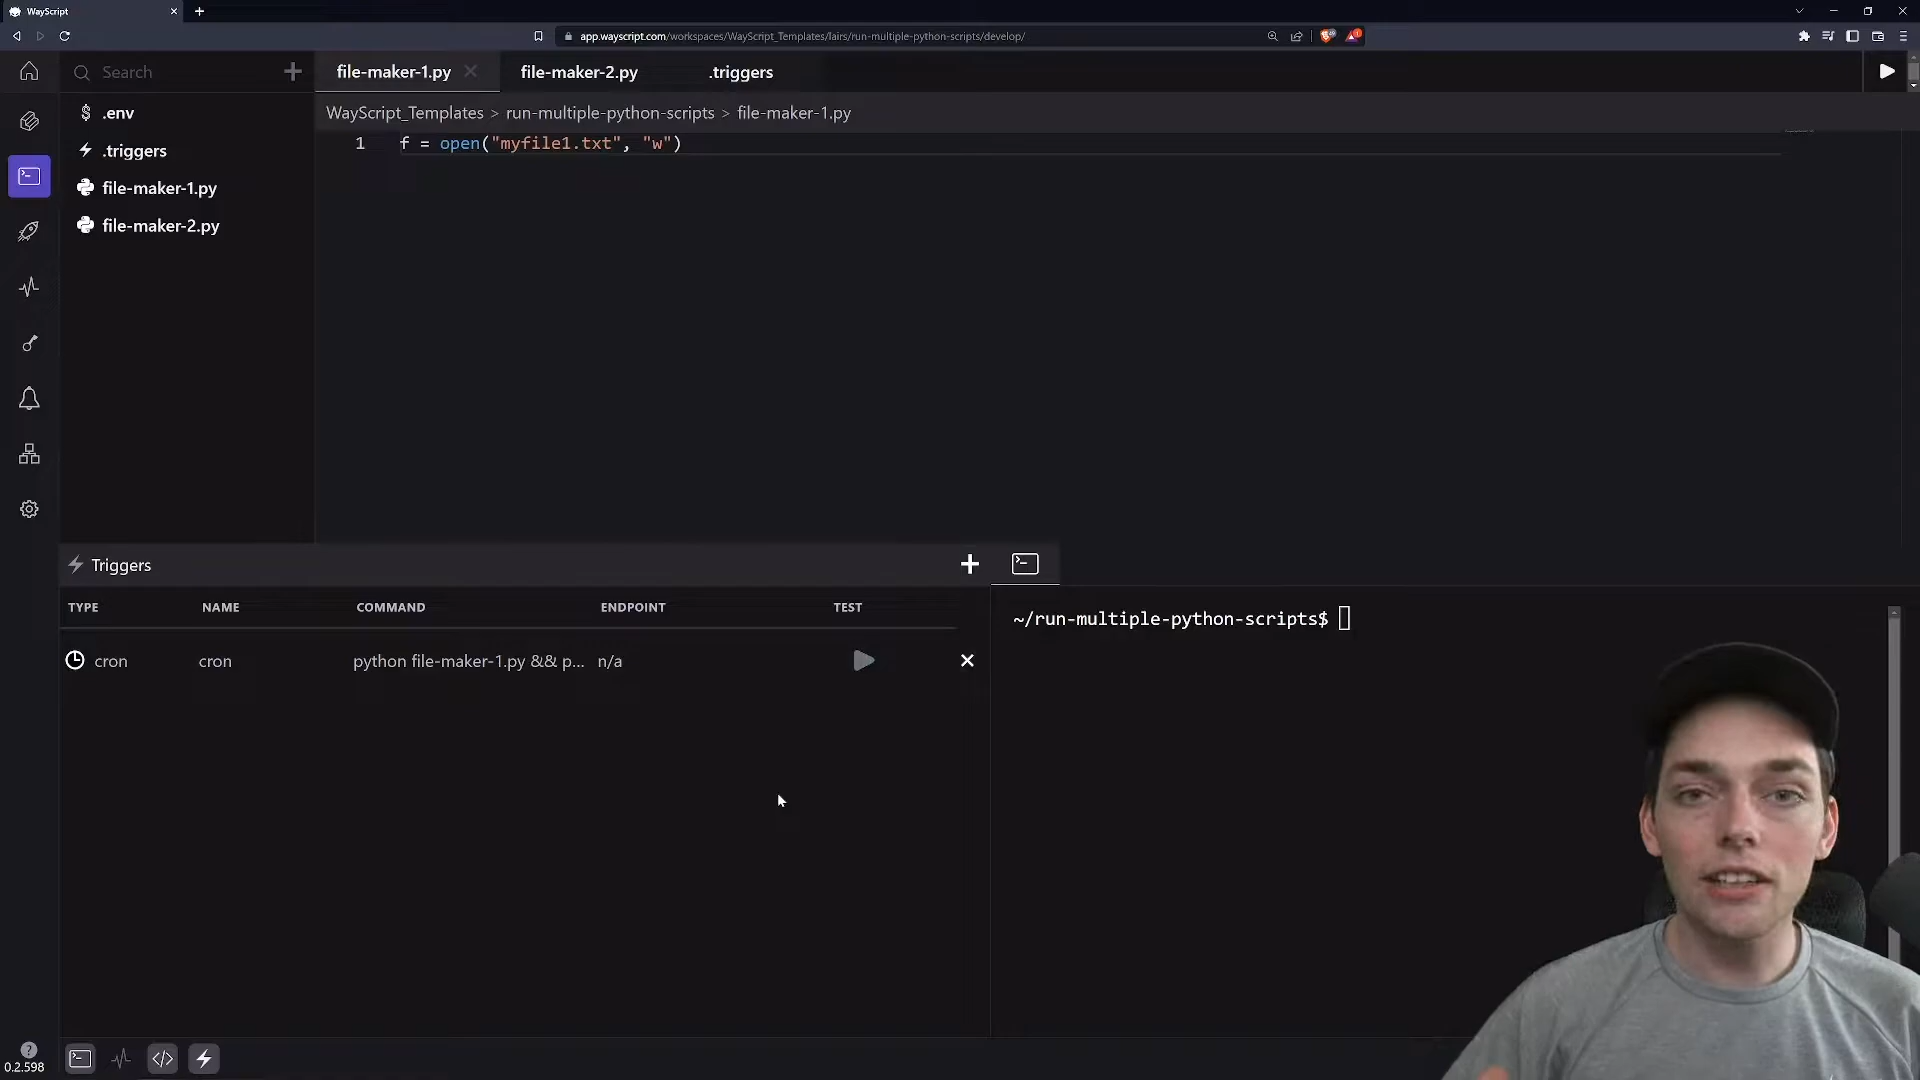 WayScript
app.wayscript.com/workspaces/WayScript_Templates/lairs/run-multiple-python-scripts/develop/
Search
file-maker-1.py
file-maker-2.py
.triggers
.env
.triggers
file-maker-1.py
file-maker-2.py
WayScript_Templates > run-multiple-python-scripts > file-maker-1.py
1 f = open("myfile1.txt", "w")
Triggers
TYPE NAME COMMAND ENDPOINT TEST
cron cron python file-maker-1.py && p... n/a
~/run-multiple-python-scripts$
0.2.598